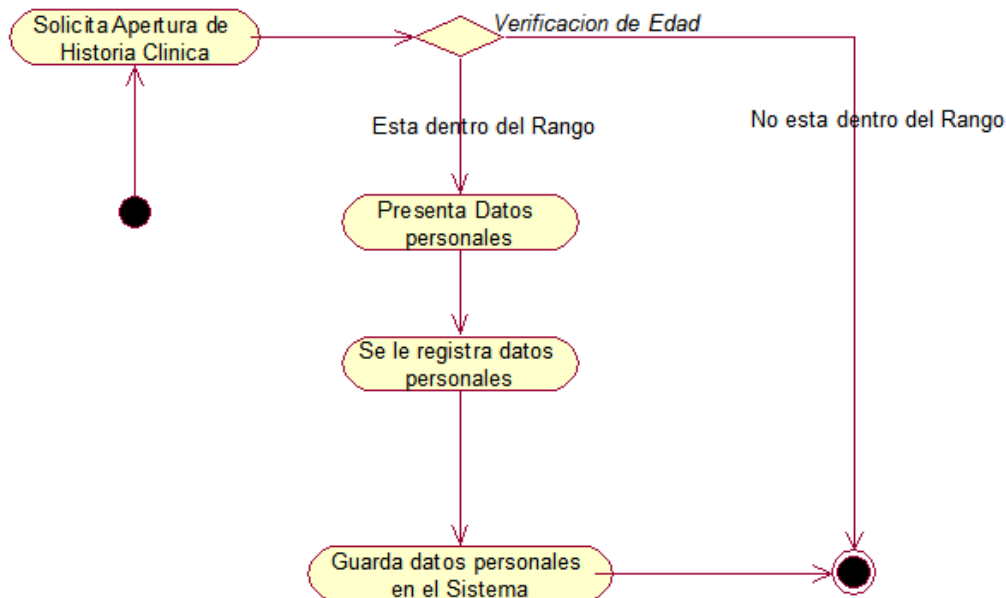 Solicita Apertura de
Historia Clinica
Verificacion de Edad
Esta dentro del Rango
No esta dentro del Rango
Presenta Datos
personales
Se le registra datos
personales
Guarda datos personales
en el Sistema